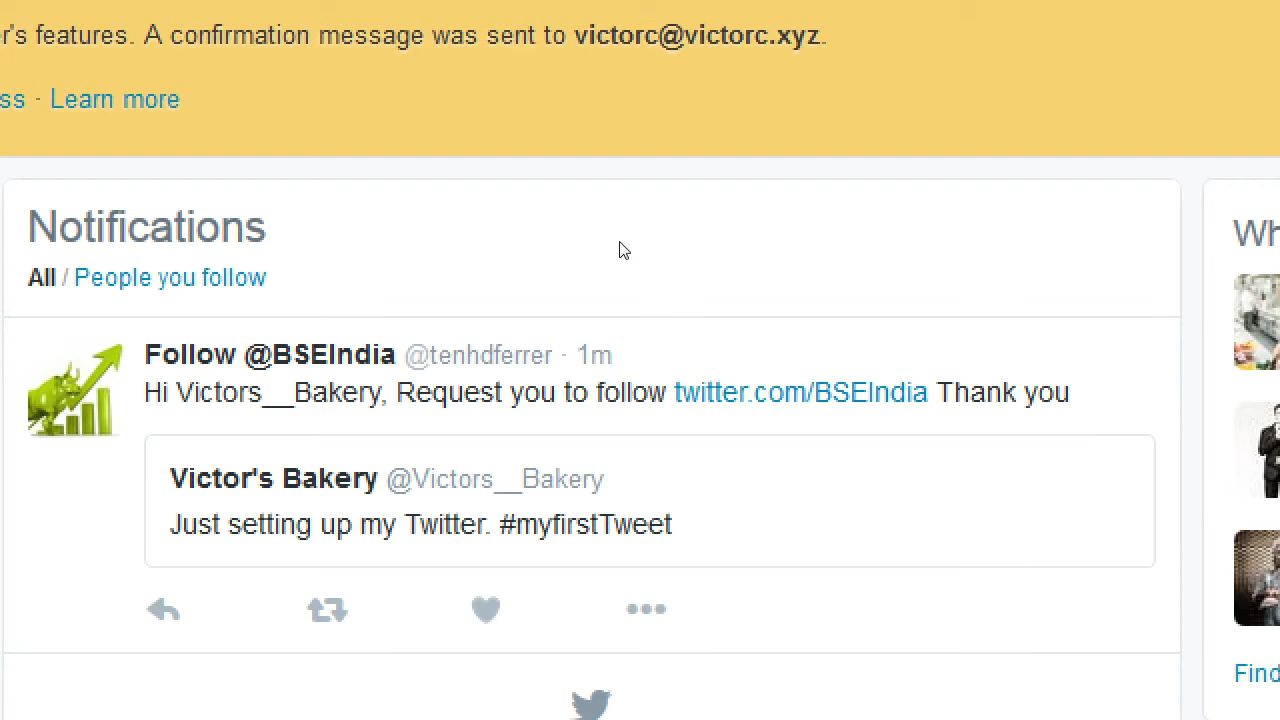 r's features. A confirmation message was sent to victorc@victorc.xyz.
ss · Learn more
Notifications
All / People you follow
Wh
Follow @BSEIndia @tenhdferrer · 1m
Hi Victors__Bakery, Request you to follow twitter.com/BSEIndia Thank you
Victor's Bakery @Victors__Bakery
Just setting up my Twitter. #myfirstTweet
Find